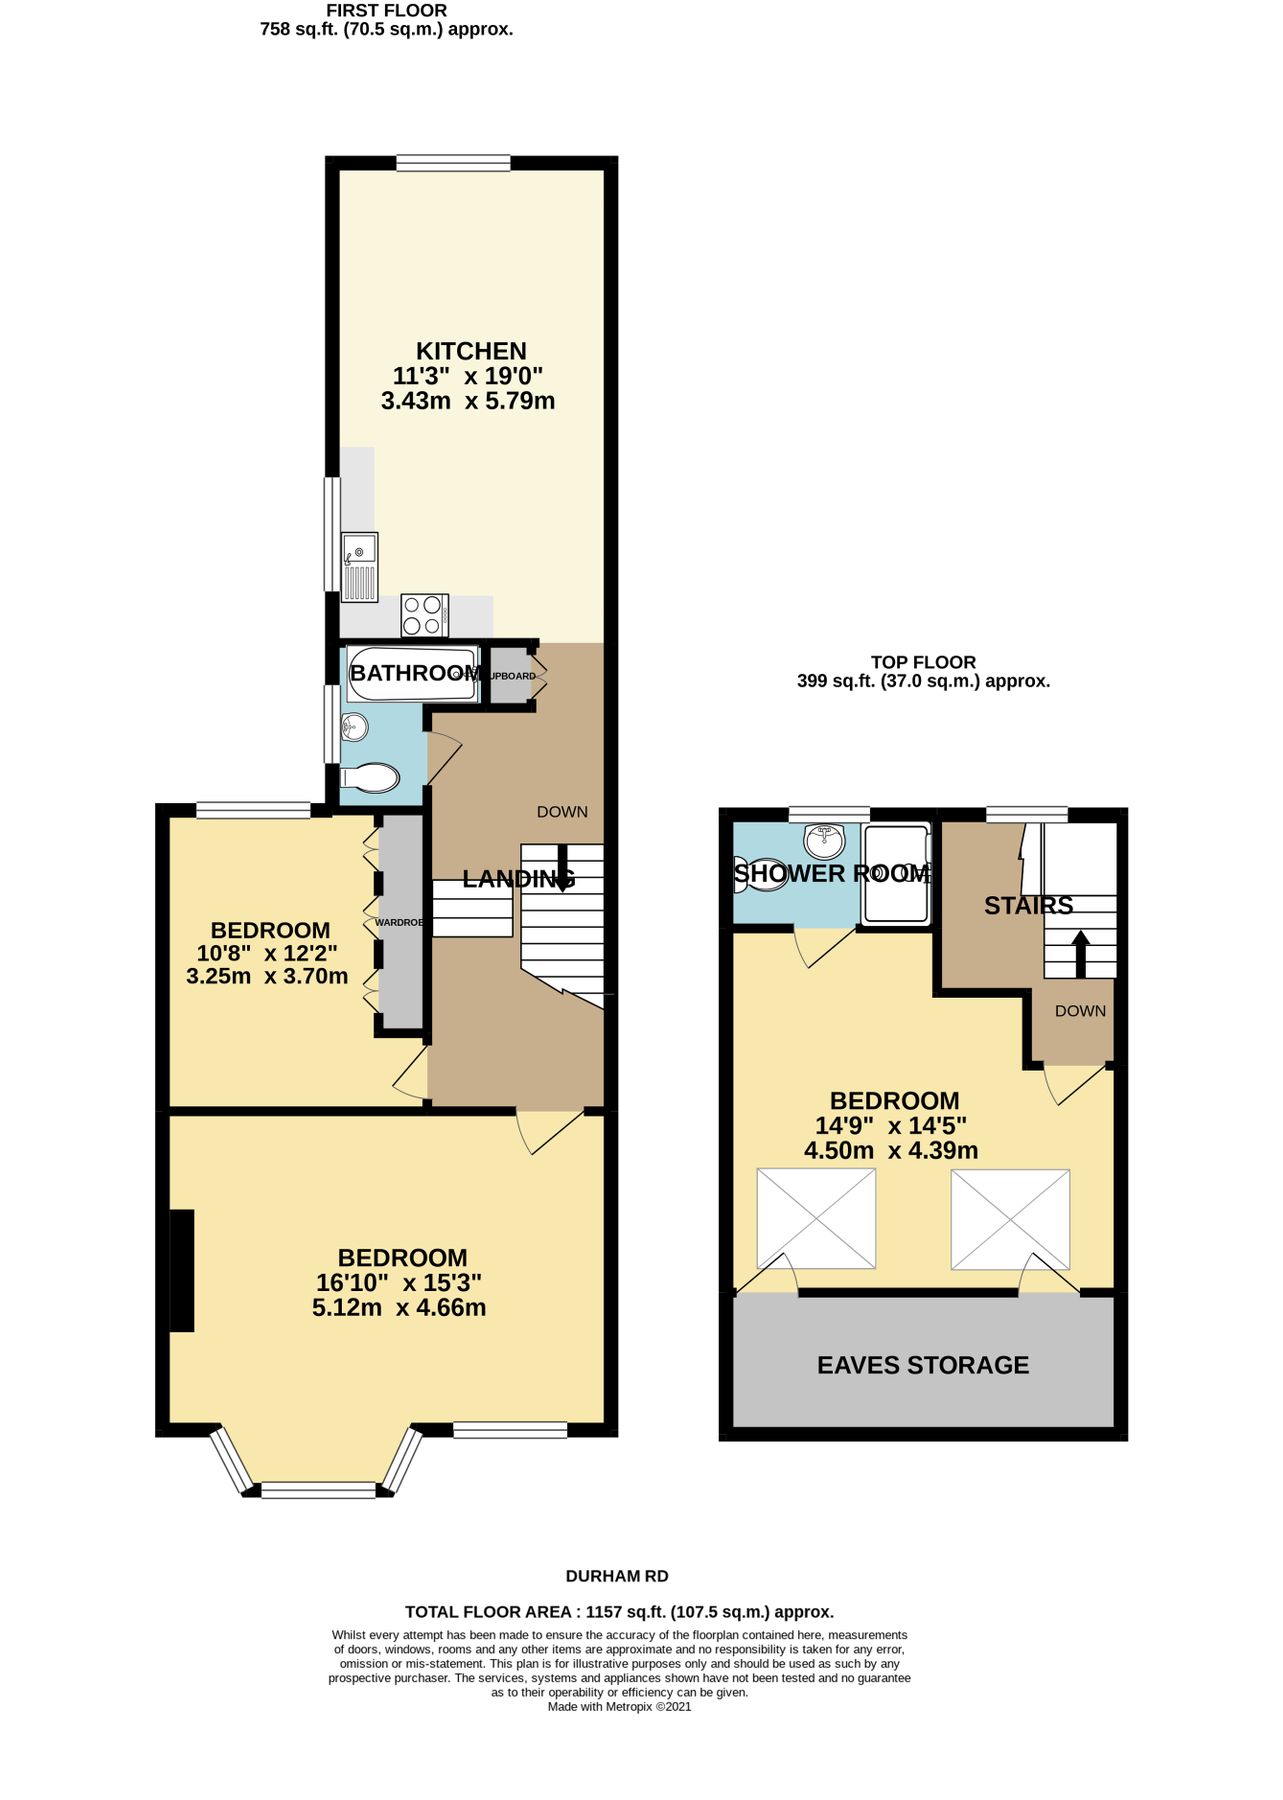 FIRST FLOOR
758 sq.ft. (70.5 sq.m.) approx.
KITCHEN
11'3" x 19'0"
3.43m x 5.79m
BATHROOM
UPBOARD
DOWN
LANDING
WARDROBE
BEDROOM
10'8" x 12'2"
3.25m x 3.70m
BEDROOM
16'10" x 15'3"
5.12m x 4.66m
TOP FLOOR
399 sq.ft. (37.0 sq.m.) approx.
SHOWER ROOM
STAIRS
DOWN
BEDROOM
14'9" x 14'5"
4.50m x 4.39m
EAVES STORAGE
DURHAM RD
TOTAL FLOOR AREA : 1157 sq.ft. (107.5 sq.m.) approx.
Whilst every attempt has been made to ensure the accuracy of the floorplan contained here, measurements
of doors, windows, rooms and any other items are approximate and no responsibility is taken for any error,
omission or mis-statement. This plan is for illustrative purposes only and should be used as such by any
prospective purchaser. The services, systems and appliances shown have not been tested and no guarantee
as to their operability or efficiency can be given.
Made with Metropix ©2021